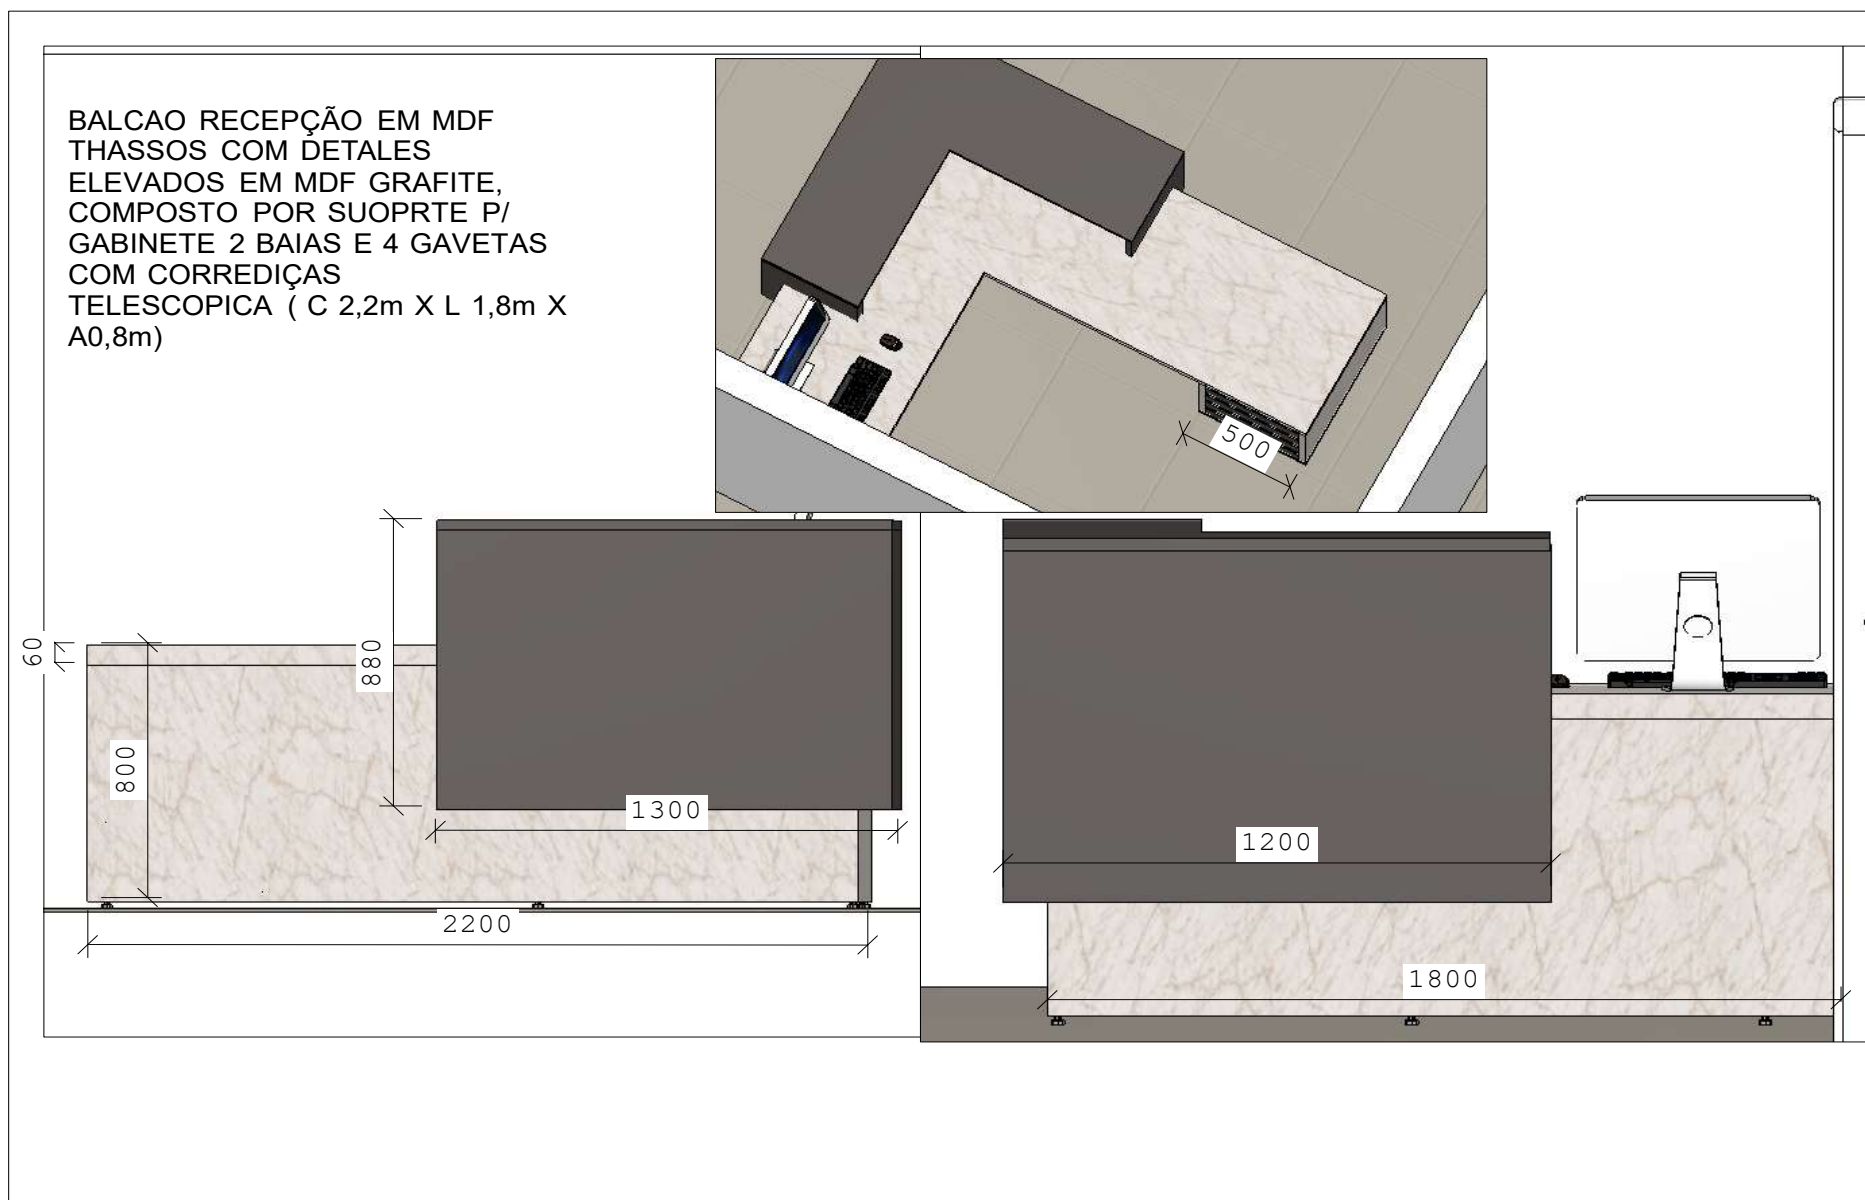 BALCAO RECEPÇÃO EM MDF
THASSOS COM DETALES
ELEVADOS EM MDF GRAFITE,
COMPOSTO POR SUOPRTE P/
GABINETE 2 BAIAS E 4 GAVETAS
COM CORREDIÇAS
TELESCOPICA ( C 2,2m X L 1,8m X
A0,8m)
500
60
880
800
1300
2200
1200
1800